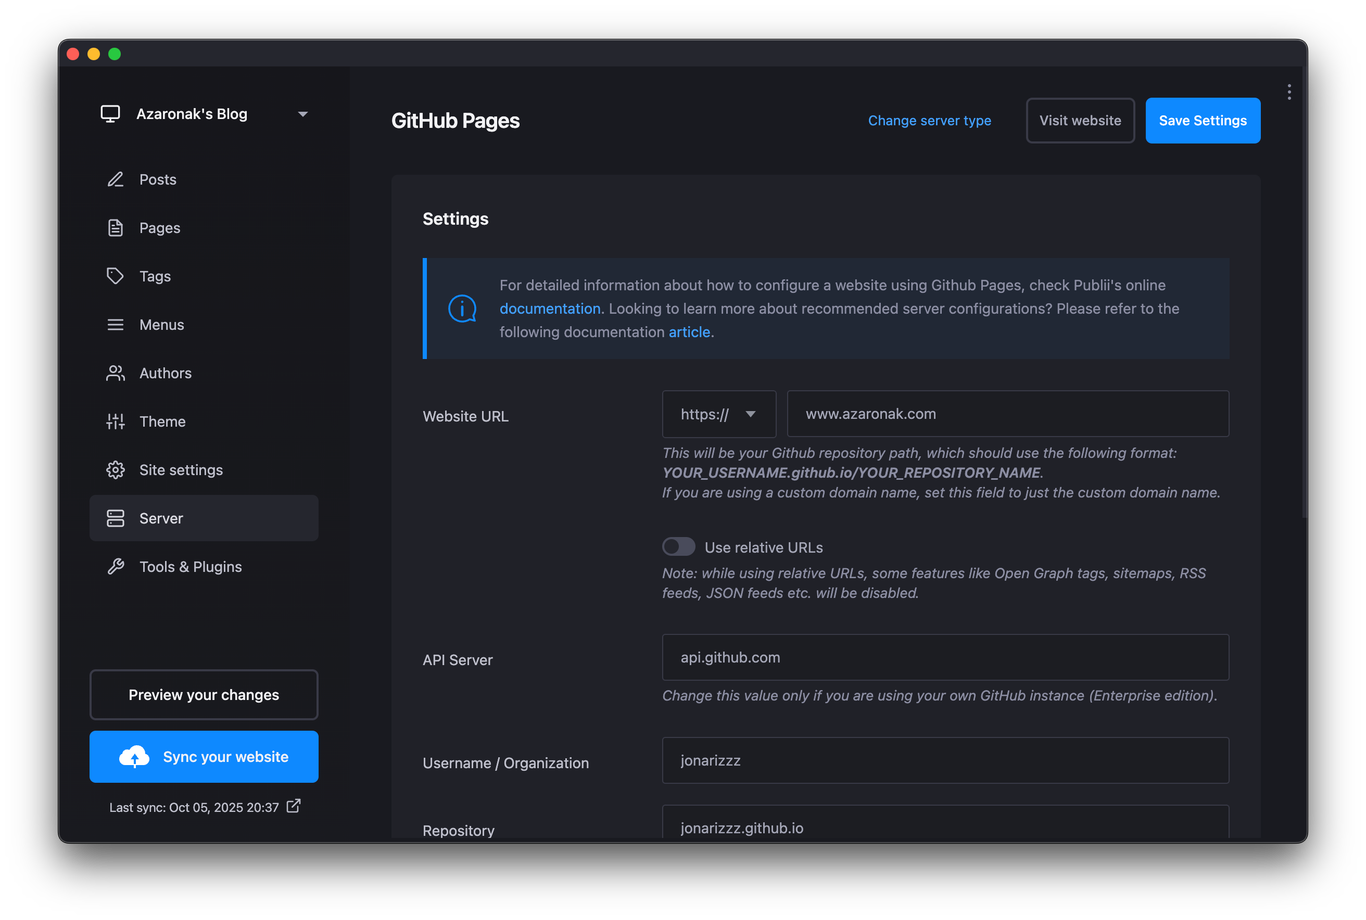 Azaronak's Blog
Posts
Pages
Tags
Menus
Authors
Theme
Site settings
Server
Tools & Plugins
Preview your changes
Sync your website
Last sync: Oct 05, 2025 20:37
GitHub Pages
Change server type
Visit website
Save Settings
Settings
For detailed information about how to configure a website using Github Pages, check Publii's online
documentation. Looking to learn more about recommended server configurations? Please refer to the
following documentation article.
Website URL
https://
www.azaronak.com
This will be your Github repository path, which should use the following format:
YOUR_USERNAME.github.io/YOUR_REPOSITORY_NAME.
If you are using a custom domain name, set this field to just the custom domain name.
Use relative URLs
Note: while using relative URLs, some features like Open Graph tags, sitemaps, RSS
feeds, JSON feeds etc. will be disabled.
API Server
api.github.com
Change this value only if you are using your own GitHub instance (Enterprise edition).
Username / Organization
jonarizzz
Repository
jonarizzz.github.io